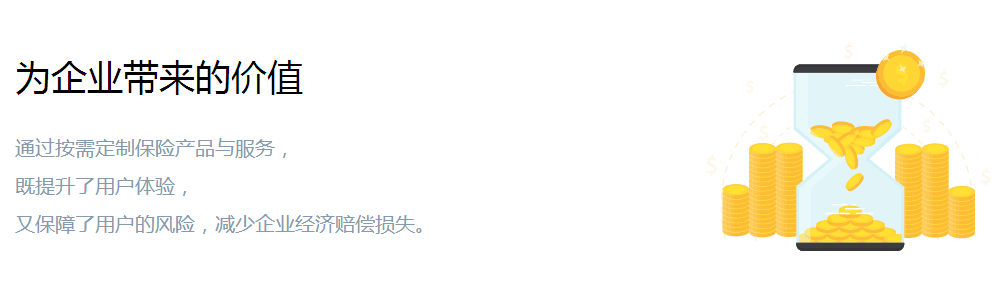 为企业带来的价值
通过按需定制保险产品与服务，
既提升了用户体验，
又保障了用户的风险，减少企业经济赔偿损失。